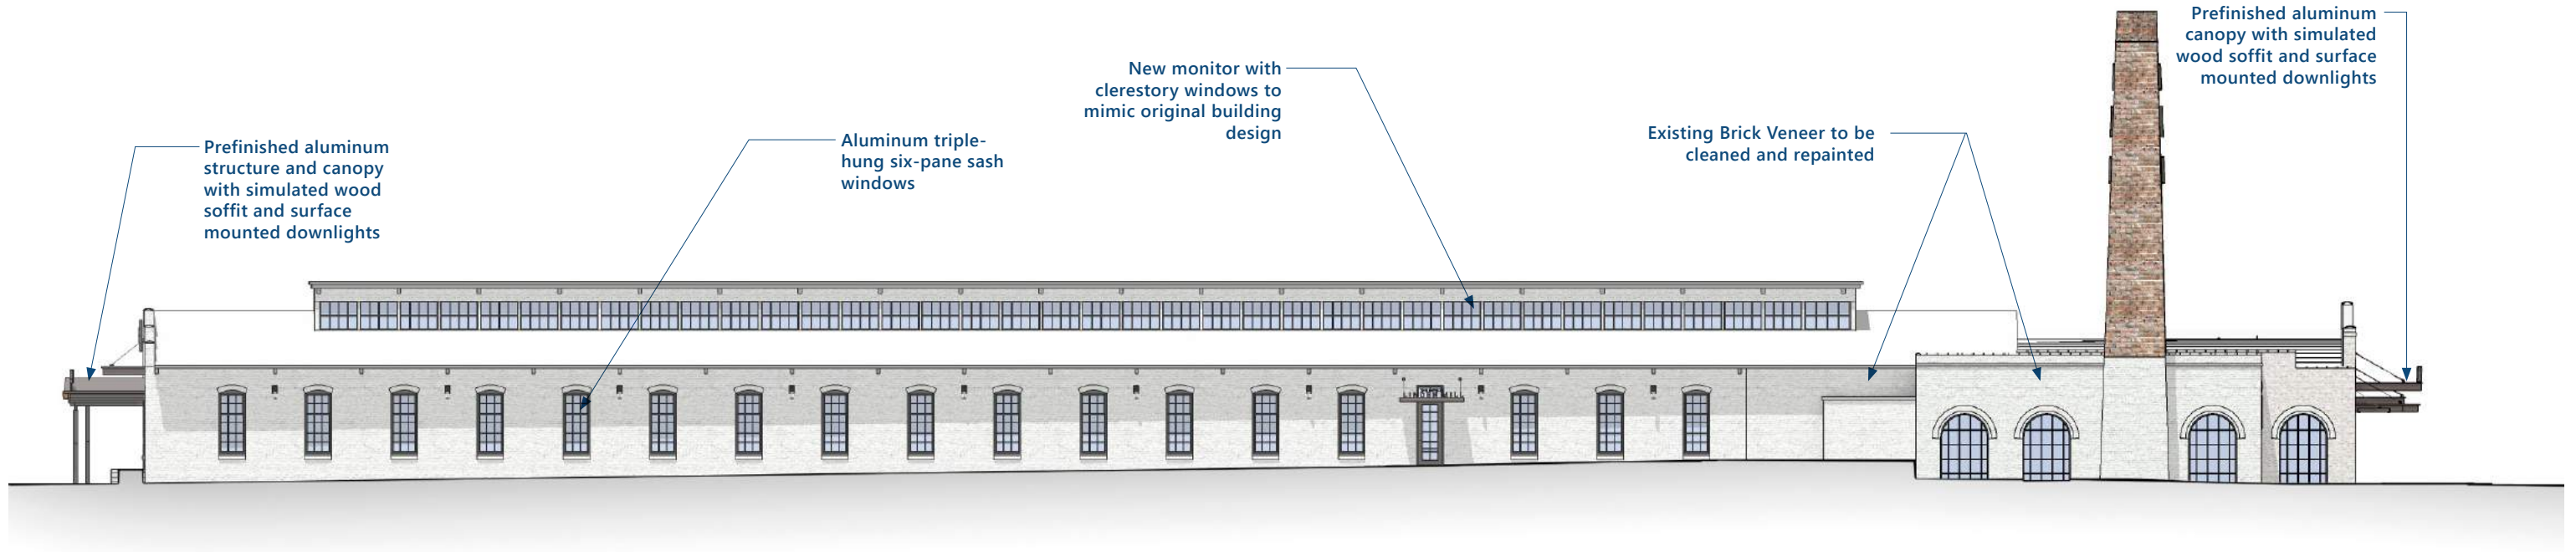 Prefinished aluminum
structure and canopy
with simulated wood
soffit and surface
mounted downlights
Aluminum triple-
hung six-pane sash
windows
New monitor with
clerestory windows to
mimic original building
design
Existing Brick Veneer to be
cleaned and repainted
Prefinished aluminum
canopy with simulated
wood soffit and surface
mounted downlights